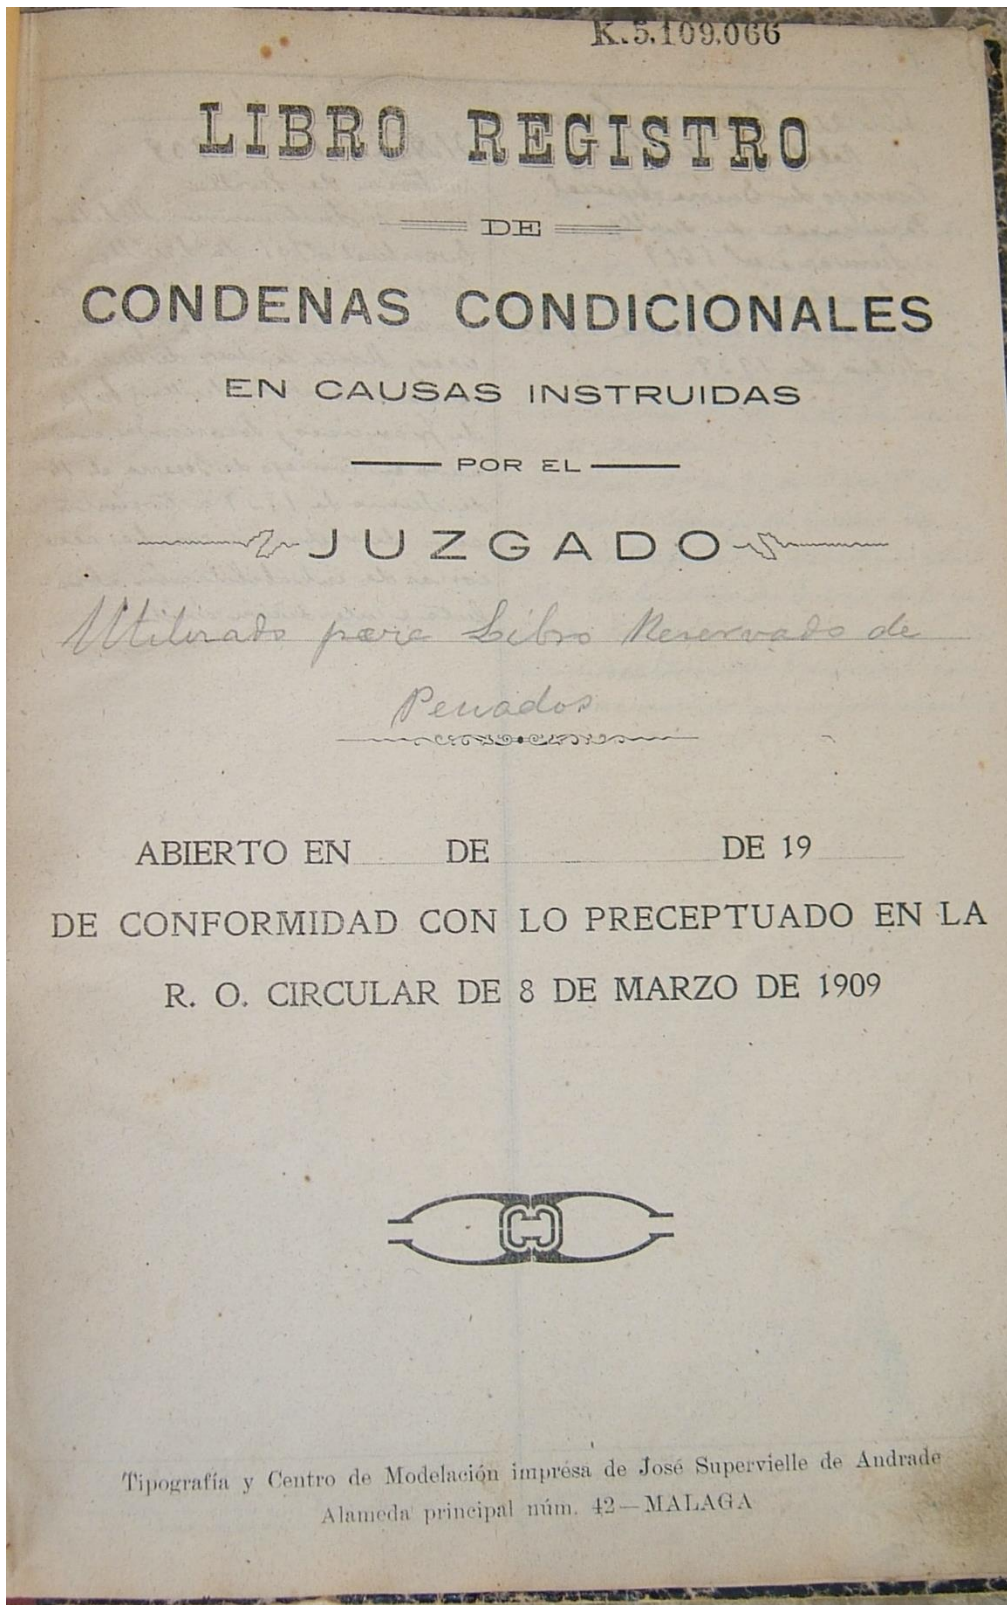 K.5.109.066
LIBRO REGISTRO
DE
CONDENAS CONDICIONALES
EN CAUSAS INSTRUIDAS
POR EL
JUZGADO
Utilizado para Libro Reservado de
Penados
ABIERTO EN DE DE 19
DE CONFORMIDAD CON LO PRECEPTUADO EN LA
R. O. CIRCULAR DE 8 DE MARZO DE 1909
Tipografía y Centro de Modelación impresa de José Supervielle de Andrade
Alameda principal núm. 42—MALAGA